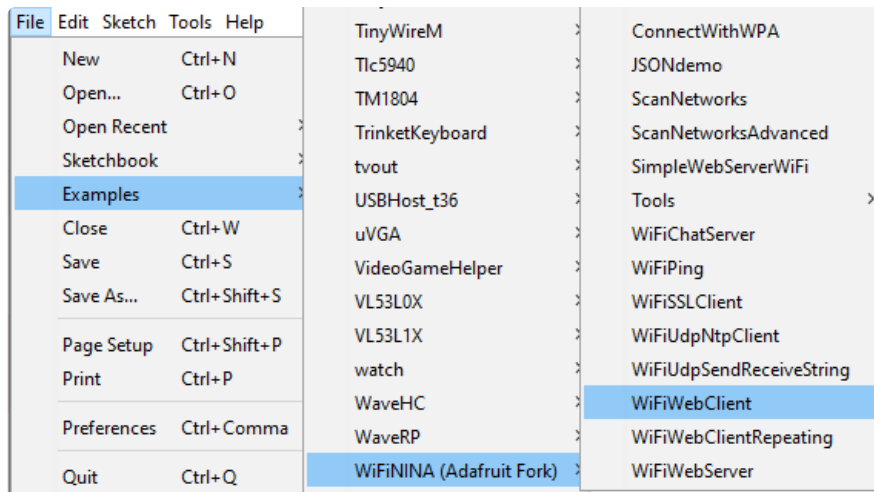 File Edit Sketch Tools Help
New Ctrl+N
Open... Ctrl+O
Open Recent
Sketchbook
Examples
Close Ctrl+W
Save Ctrl+S
Save As... Ctrl+Shift+S
Page Setup Ctrl+Shift+P
Print Ctrl+P
Preferences Ctrl+Comma
Quit Ctrl+Q
TinyWireM
Tlc5940
TM1804
TrinketKeyboard
tvout
USBHost_t36
uVGA
VideoGameHelper
VL53L0X
VL53L1X
watch
WaveHC
WaveRP
WiFiNINA (Adafruit Fork)
ConnectWithWPA
JSONdemo
ScanNetworks
ScanNetworksAdvanced
SimpleWebServerWiFi
Tools
WiFiChatServer
WiFiPing
WiFiSSLClient
WiFiUdpNtpClient
WiFiUdpSendReceiveString
WiFiWebClient
WiFiWebClientRepeating
WiFiWebServer